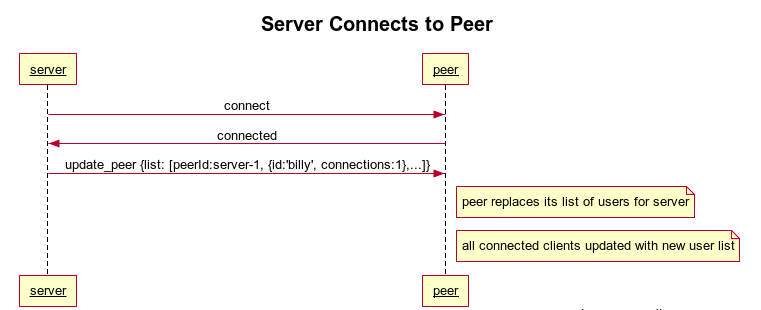 Server Connects to Peer
server
peer
connect
connected
update_peer {list: [peerId:server-1, {id:'billy', connections:1},...]}
peer replaces its list of users for server
all connected clients updated with new user list
server
peer